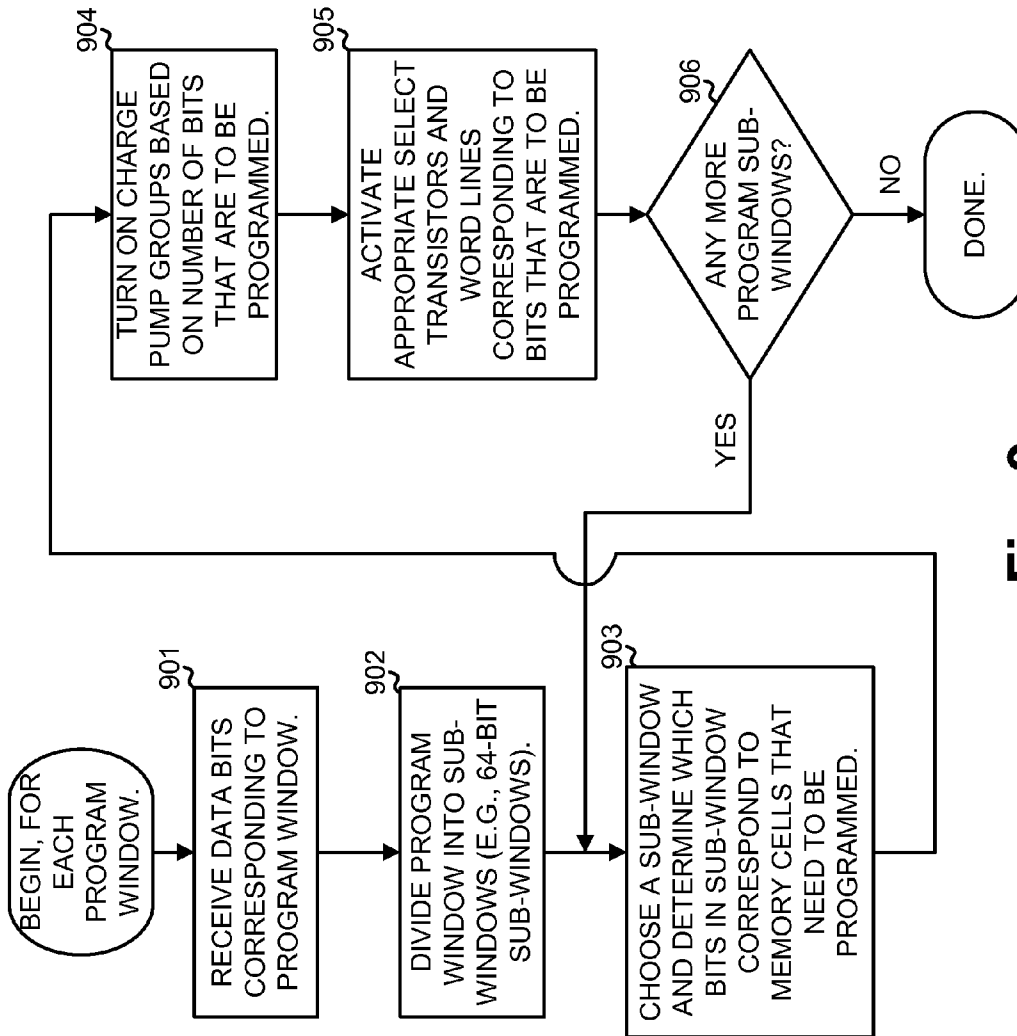 BEGIN, FOR
EACH
PROGRAM
WINDOW.
901
RECEIVE DATA BITS
CORRESPONDING TO
PROGRAM WINDOW.
902
DIVIDE PROGRAM
WINDOW INTO SUB-
WINDOWS (E.G., 64-BIT
SUB-WINDOWS).
903
CHOOSE A SUB-WINDOW
AND DETERMINE WHICH
BITS IN SUB-WINDOW
CORRESPOND TO
MEMORY CELLS THAT
NEED TO BE
PROGRAMMED.
904
TURN ON CHARGE
PUMP GROUPS BASED
ON NUMBER OF BITS
THAT ARE TO BE
PROGRAMMED.
905
ACTIVATE
APPROPRIATE SELECT
TRANSISTORS AND
WORD LINES
CORRESPONDING TO
BITS THAT ARE TO BE
PROGRAMMED.
906
ANY MORE
PROGRAM SUB-
WINDOWS?
YES
NO
DONE.